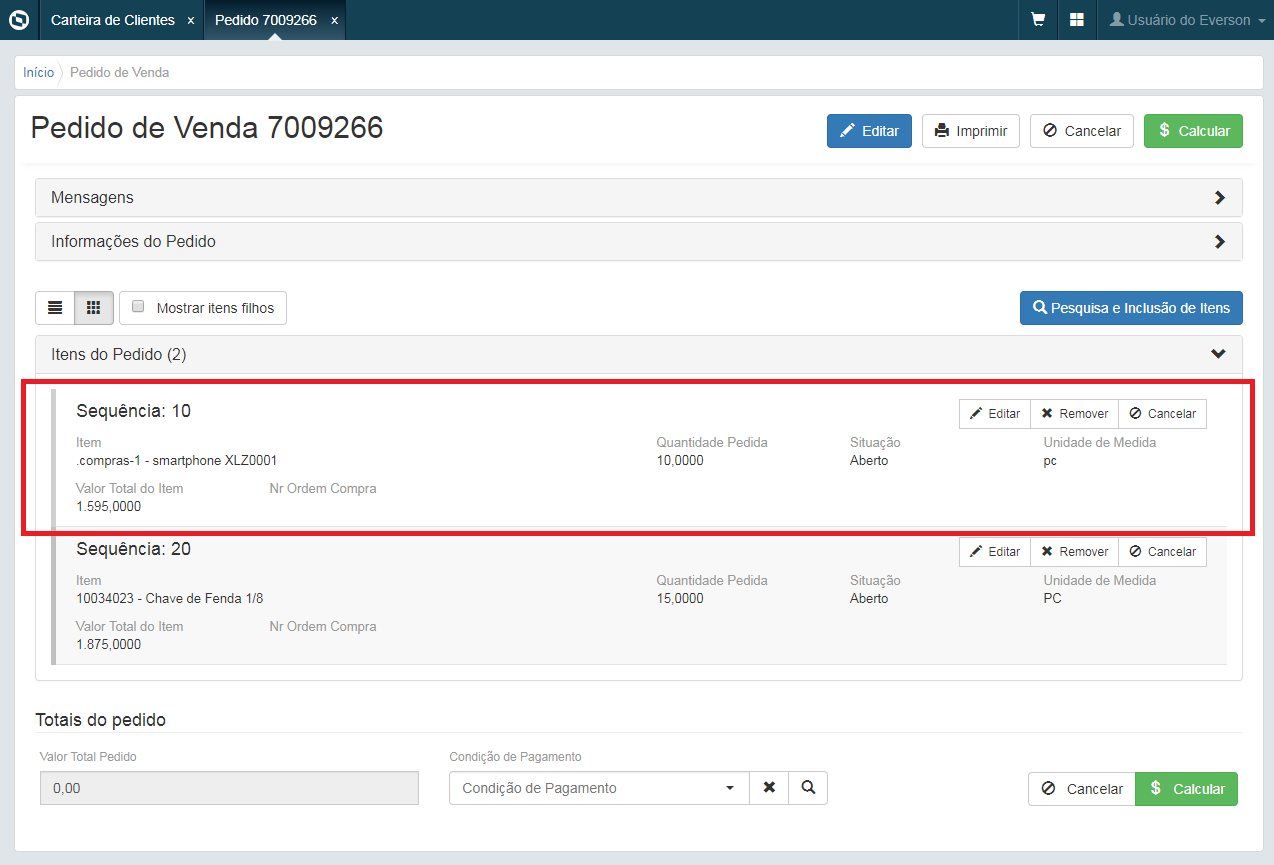 Carteira de Clientes x Pedido 7009266 x Usuário do Everson
Início Pedido de Venda
Pedido de Venda 7009266 Editar Imprimir Cancelar $ Calcular
Mensagens
Informações do Pedido
Mostrar itens filhos Pesquisa e Inclusão de Itens
Itens do Pedido (2)
Sequência: 10 Editar Remover Cancelar
Item Quantidade Pedida Situação Unidade de Medida
.compras-1 - smartphone XLZ0001 10,0000 Aberto pc
Valor Total do Item Nr Ordem Compra
1.595,0000
Sequência: 20 Editar Remover Cancelar
Item Quantidade Pedida Situação Unidade de Medida
10034023 - Chave de Fenda 1/8 15,0000 Aberto PC
Valor Total do Item Nr Ordem Compra
1.875,0000
Totais do pedido
Valor Total Pedido Condição de Pagamento
0,00 Condição de Pagamento Cancelar $ Calcular